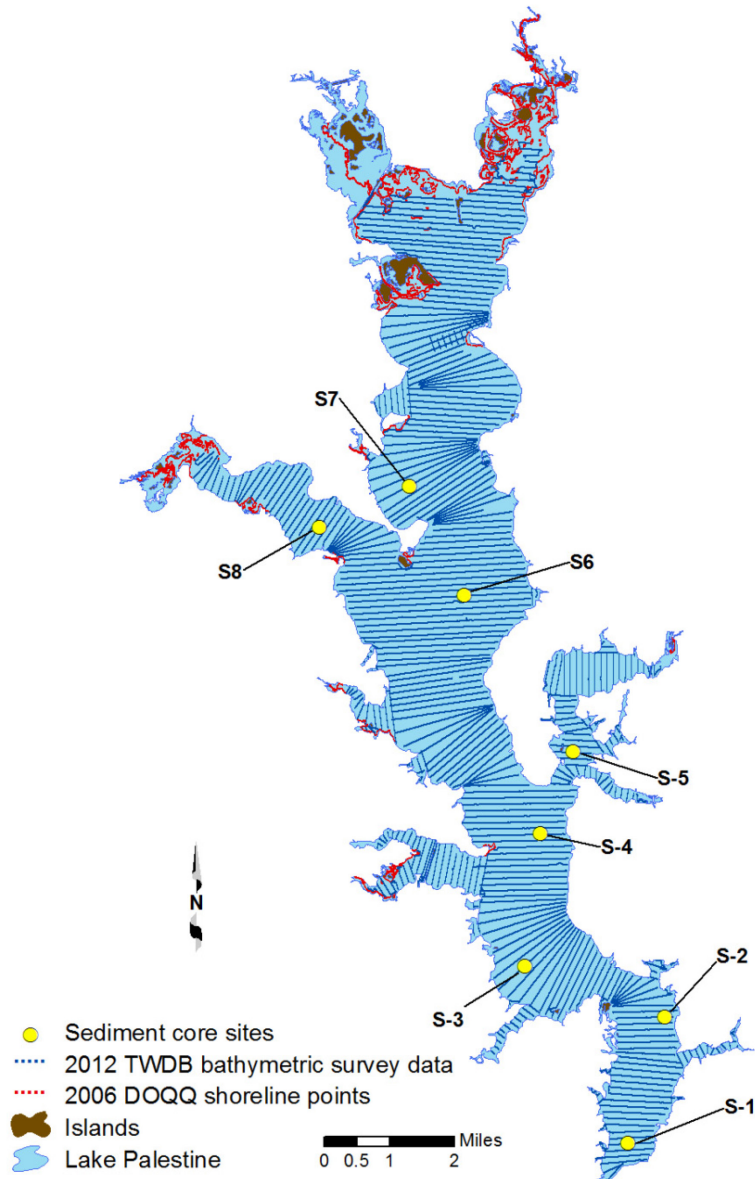 S7
S8
S6
S-5
S-4
N
S-2
S-3
S-1
Sediment core sites
2012 TWDB bathymetric survey data
2006 DOQQ shoreline points
Islands
Lake Palestine
Miles
0 0.5 1 2